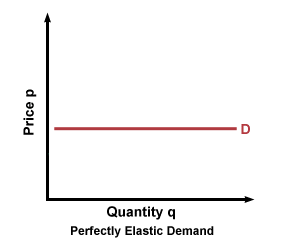 Price p
D
Quantity q
Perfectly Elastic Demand